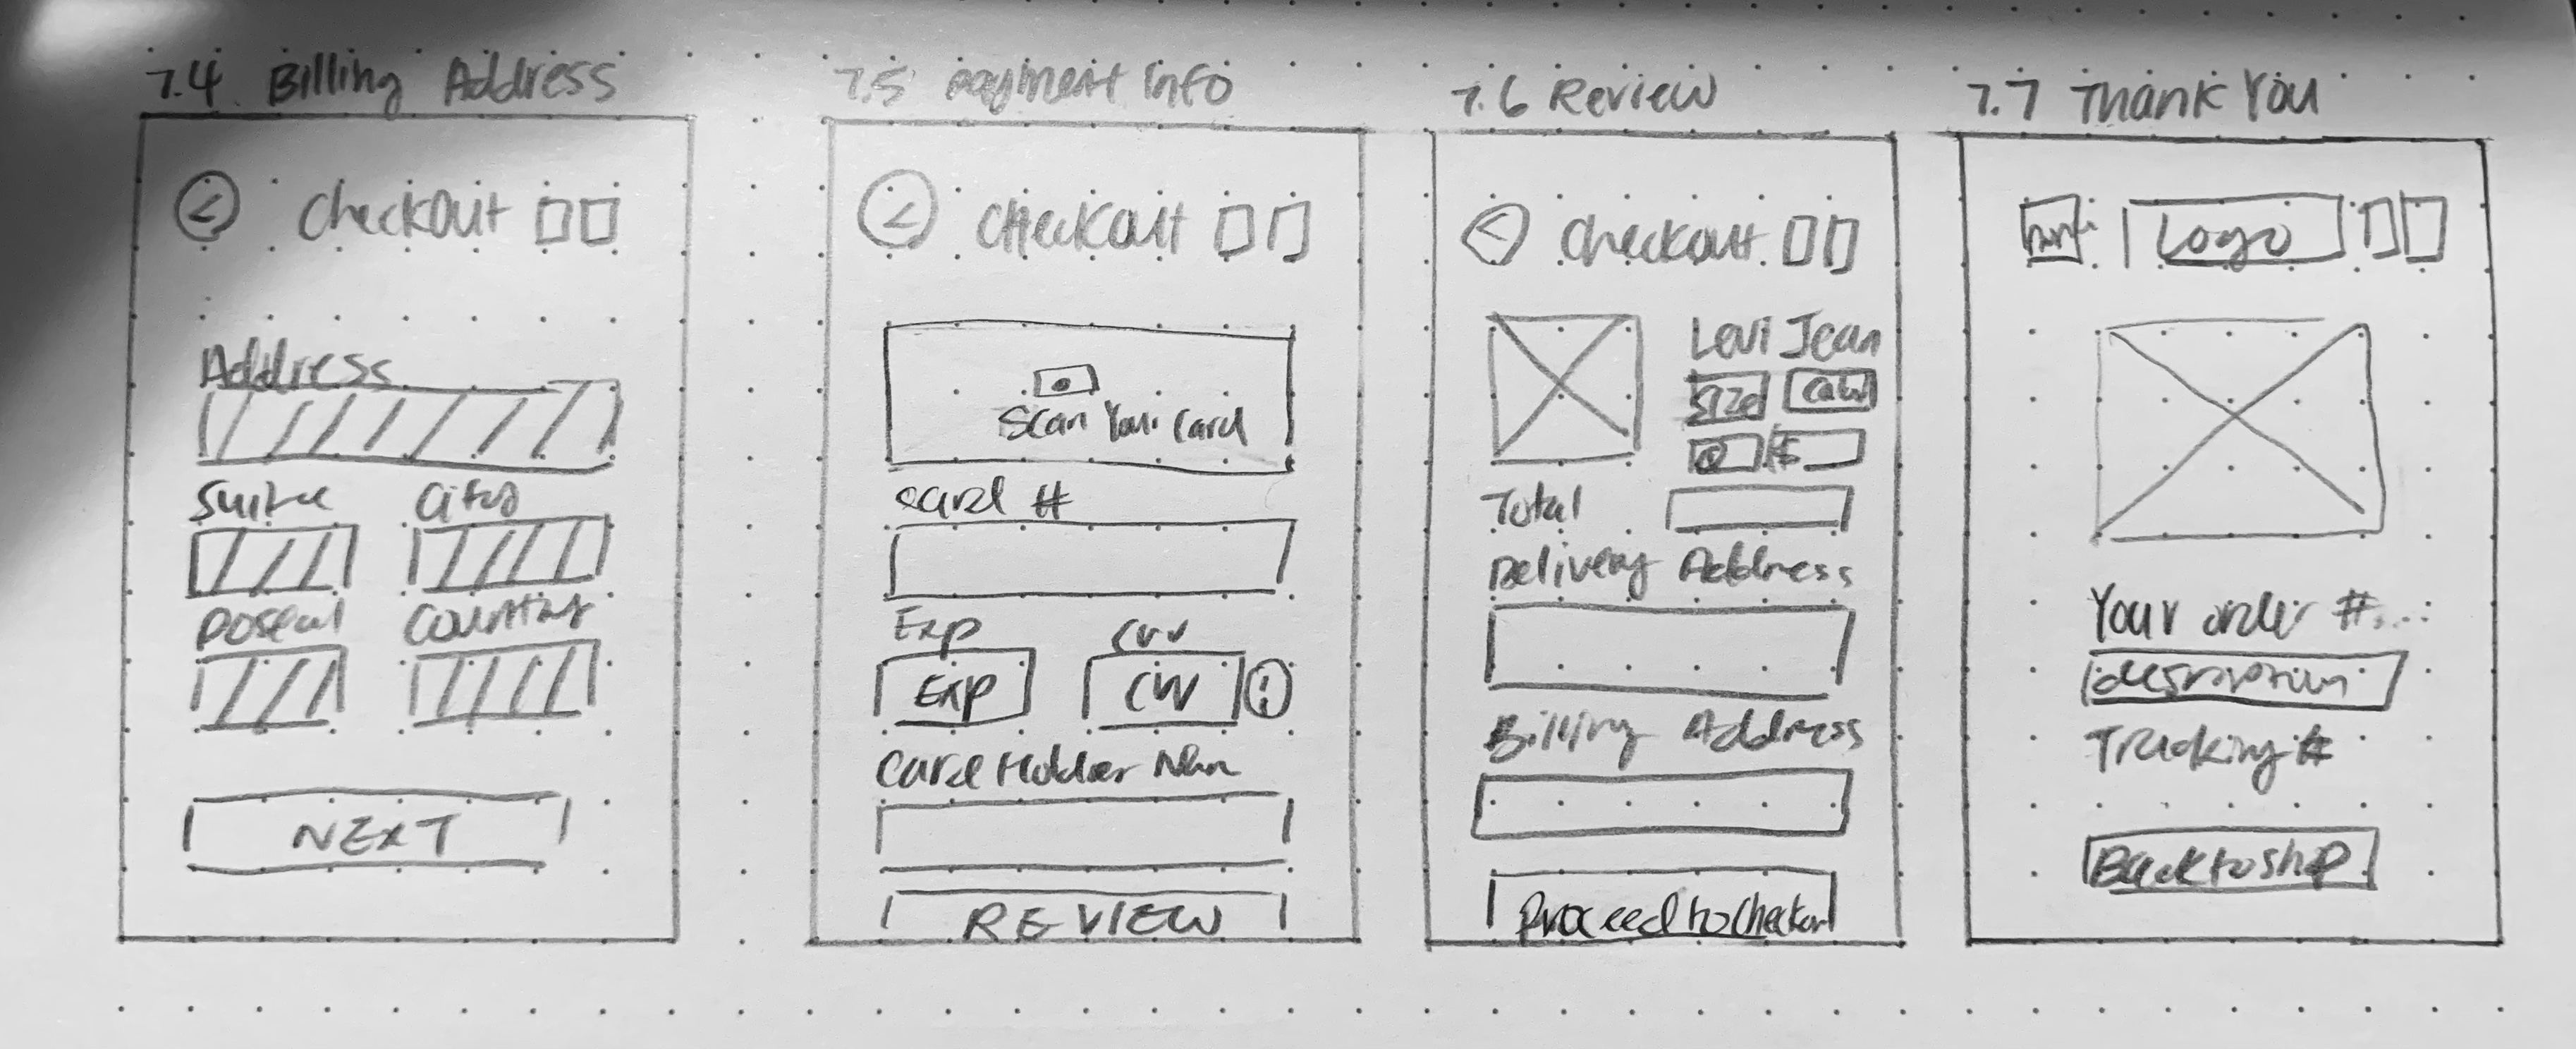 7.4 Billing Address
< Checkout
Address
Suite City
Postal Country
NEXT
7.5 Payment Info
< Checkout
Scan Your Card
Card #
Exp CVV
Exp CVV !
Card Holder
REVIEW
7.6 Review
< Checkout
Levi Jean
Size Color
Q $
Total
Delivery Address
Billing Address
Proceed to Checkout
7.7 Thank You
Logo
Your order #...
description
Tracking #
Back to shop